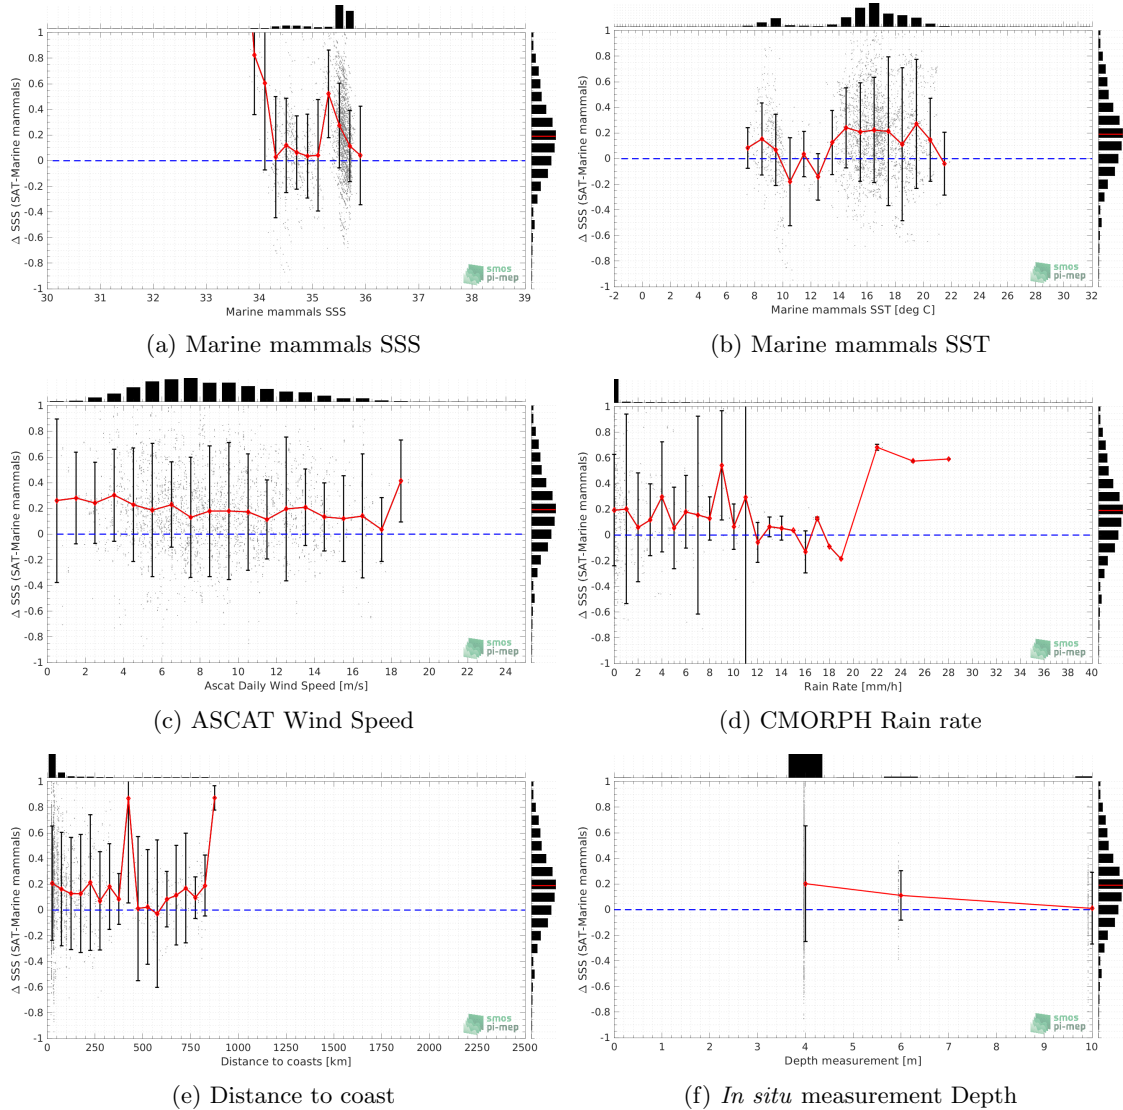 1
0.8
0.6
0.4
0.2
0
-0.2
-0.4
-0.6
-0.8
-1
Δ SSS (SAT-Marine mammals)
30 31 32 33 34 35 36 37 38 39
Marine mammals SSS
smos
pi-mep
(a) Marine mammals SSS
1
0.8
0.6
0.4
0.2
0
-0.2
-0.4
-0.6
-0.8
-1
Δ SSS (SAT-Marine mammals)
-2 0 2 4 6 8 10 12 14 16 18 20 22 24 26 28 30 32
Marine mammals SST [deg C]
smos
pi-mep
(b) Marine mammals SST
1
0.8
0.6
0.4
0.2
0
-0.2
-0.4
-0.6
-0.8
-1
Δ SSS (SAT-Marine mammals)
0 2 4 6 8 10 12 14 16 18 20 22 24
Ascat Daily Wind Speed [m/s]
smos
pi-mep
(c) ASCAT Wind Speed
1
0.8
0.6
0.4
0.2
0
-0.2
-0.4
-0.6
-0.8
-1
Δ SSS (SAT-Marine mammals)
0 2 4 6 8 10 12 14 16 18 20 22 24 26 28 30 32 34 36 38 40
Rain Rate [mm/h]
smos
pi-mep
(d) CMORPH Rain rate
1
0.8
0.6
0.4
0.2
0
-0.2
-0.4
-0.6
-0.8
-1
Δ SSS (SAT-Marine mammals)
0 250 500 750 1000 1250 1500 1750 2000 2250 2500
Distance to coasts [km]
smos
pi-mep
(e) Distance to coast
1
0.8
0.6
0.4
0.2
0
-0.2
-0.4
-0.6
-0.8
-1
Δ SSS (SAT-Marine mammals)
0 1 2 3 4 5 6 7 8 9 10
Depth measurement [m]
smos
pi-mep
(f) In situ measurement Depth